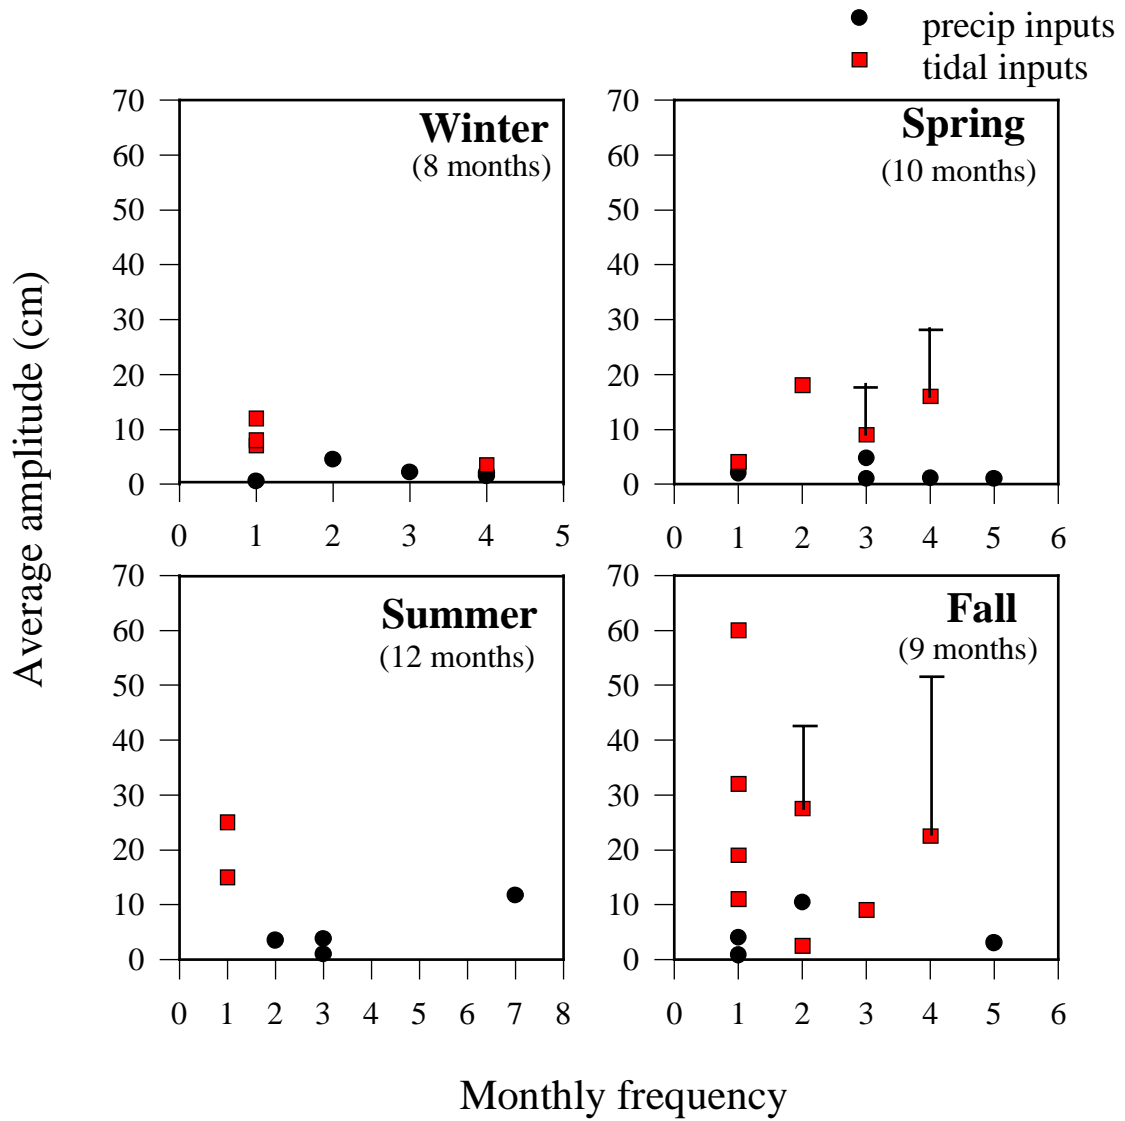 precip inputs
tidal inputs
Average amplitude (cm)
70
60
50
40
30
20
10
0
Winter
(8 months)
0 1 2 3 4 5
70
60
50
40
30
20
10
0
Spring
(10 months)
0 1 2 3 4 5 6
70
60
50
40
30
20
10
0
Summer
(12 months)
0 1 2 3 4 5 6 7 8
70
60
50
40
30
20
10
0
Fall
(9 months)
0 1 2 3 4 5 6
Monthly frequency